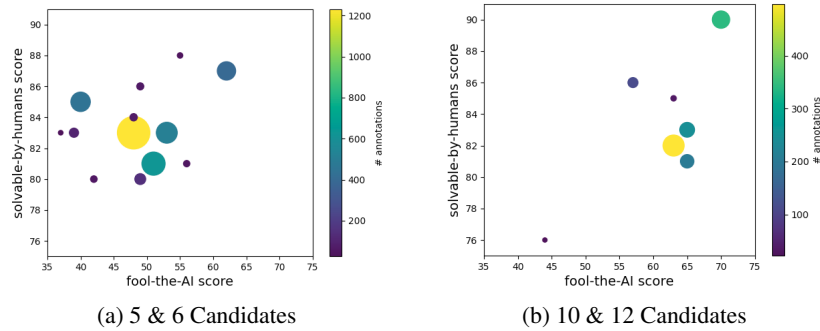 90
88
86
84
82
80
78
76
solvable-by-humans score
35 40 45 50 55 60 65 70 75
fool-the-AI score
1200
1000
800
600
400
200
# annotations
(a) 5 & 6 Candidates
90
88
86
84
82
80
78
76
solvable-by-humans score
35 40 45 50 55 60 65 70 75
fool-the-AI score
400
300
200
100
# annotations
(b) 10 & 12 Candidates